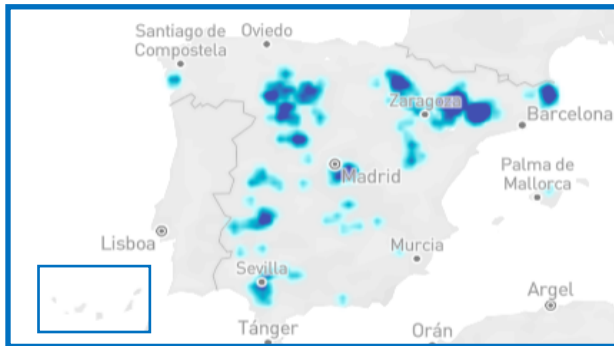 Oviedo
Santiago de
Compostela
Zaragoza
Barcelona
Madrid
Palma de
Mallorca
Lisboa
Murcia
Sevilla
Argel
Tánger
Orán